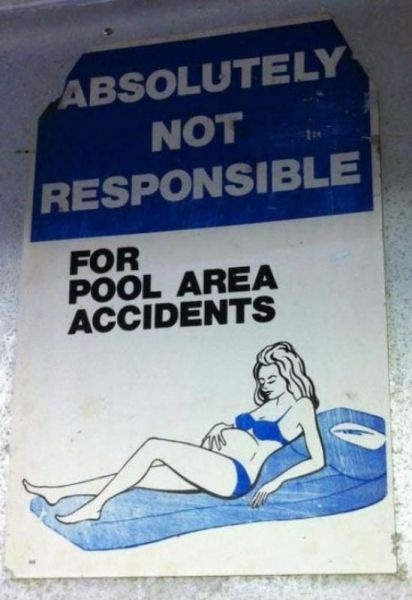 ABSOLUTELY
NOT
RESPONSIBLE
FOR
POOL AREA
ACCIDENTS